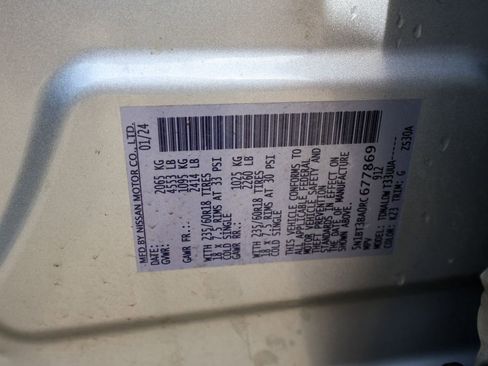 MFD BY NISSAN MOTOR CO., LTD.
DATE: 01/24
GVWR: 2065 KG
4553 LB
GAWR FR.: 1095 KG
2414 LB
WITH 235/60R18 TIRES
18 X 7.5 RIMS AT 33 PSI
COLD SINGLE
GAWR RR.: 1025 KG
2260 LB
WITH 235/60R18 TIRES
18 X 7.5 RIMS AT 30 PSI
COLD SINGLE
THIS VEHICLE CONFORMS TO
ALL APPLICABLE FEDERAL
MOTOR VEHICLE SAFETY AND
THEFT PREVENTION
STANDARDS IN EFFECT ON
THE DATE OF MANUFACTURE
SHOWN ABOVE.
677869
MPV 912
COLOR: K23 TRIM: G
ZS30A